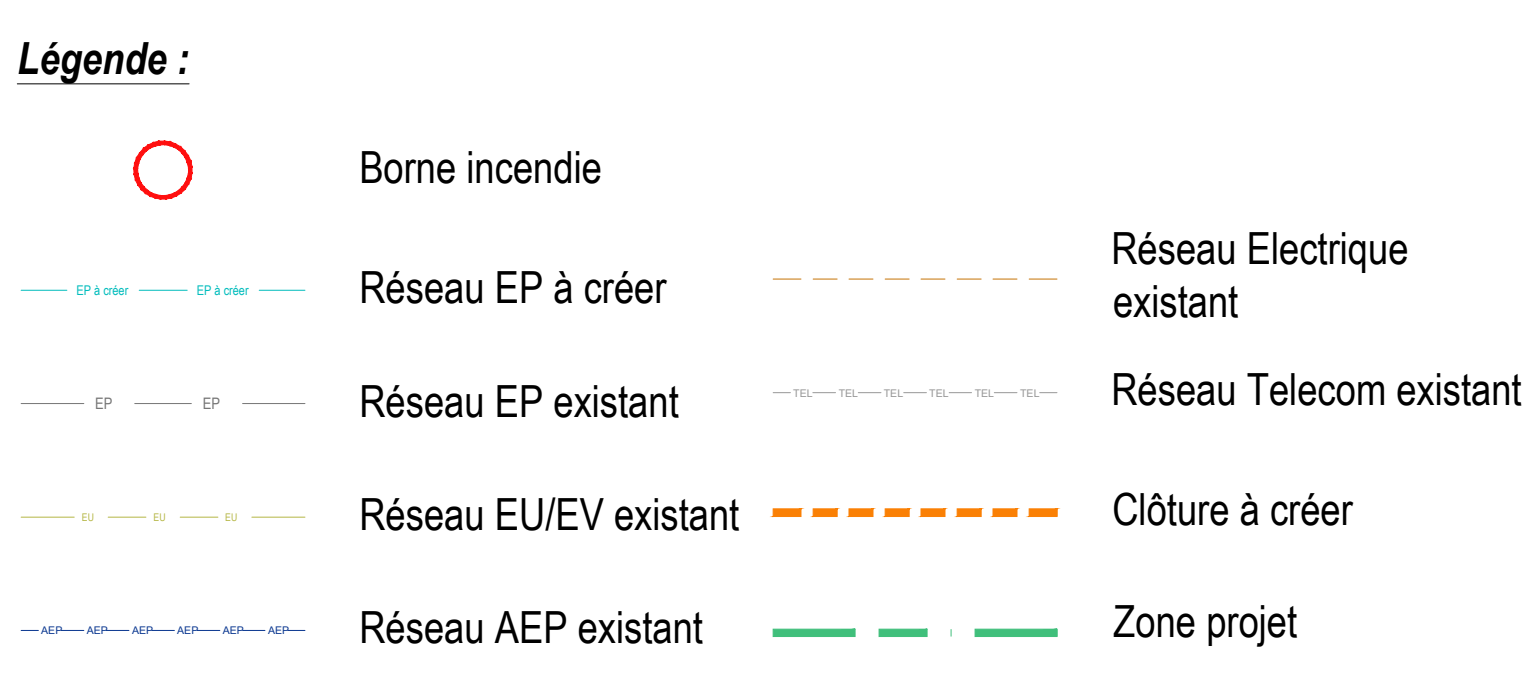 Légende :
Borne incendie
EP à créer EP à créer Réseau EP à créer
EP EP Réseau EP existant
EU EU EU Réseau EU/EV existant
AEP AEP AEP AEP AEP AEP Réseau AEP existant
Réseau Electrique
existant
TEL TEL TEL TEL TEL TEL Réseau Telecom existant
Clôture à créer
Zone projet